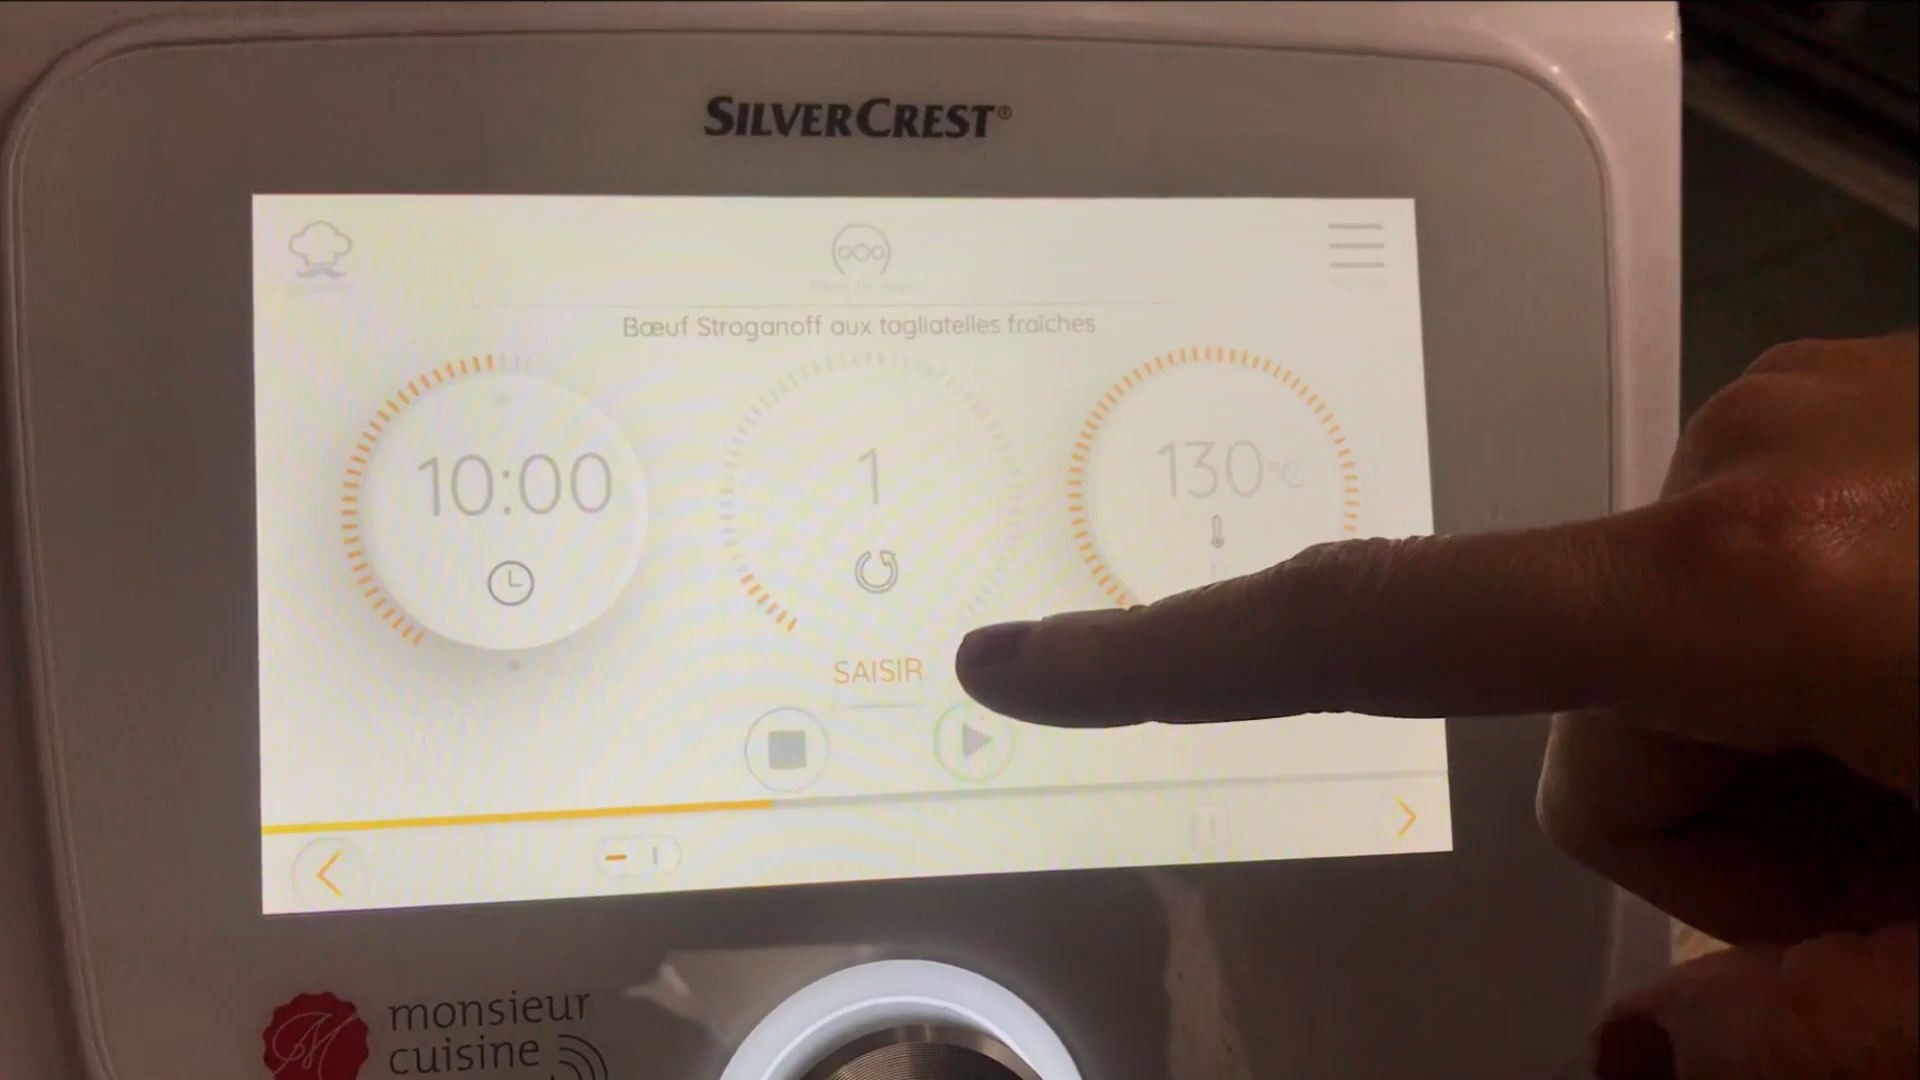 SILVERCREST®
Bœuf Stroganoff aux tagliatelles fraîches
10:00
1
130°C
SAISIR
monsieur
cuisine